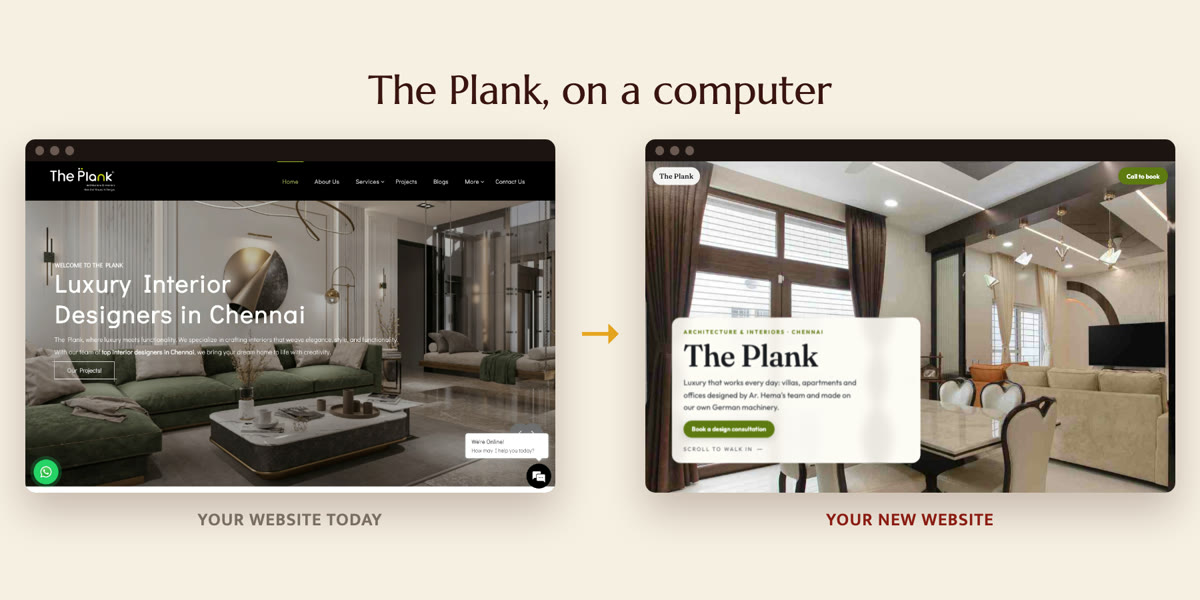 The Plank, on a computer
The Plank
Home
About Us
Services
Projects
Blogs
More
Contact Us
WELCOME TO THE PLANK
Luxury Interior
Designers in Chennai
The Plank, where luxury meets functionality. We specialize in crafting interiors that weave elegance, style, and functionality.
With our team of top interior designers in Chennai, we bring your dream home to life with creativity.
Our Projects!
We're Online!
How may I help you today?
YOUR WEBSITE TODAY
The Plank
Call to book
ARCHITECTURE & INTERIORS · CHENNAI
The Plank
Luxury that works every day: villas, apartments and
offices designed by Ar. Hema's team and made on
our own German machinery.
Book a design consultation
SCROLL TO WALK IN —
YOUR NEW WEBSITE